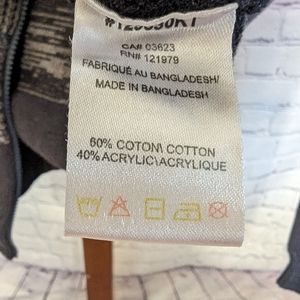 CA# 03623
RN# 121979
FABRIQUÉ AU BANGLADESH/
MADE IN BANGLADESH
60% COTON\ COTTON
40% ACRYLIC\ACRYLIQUE